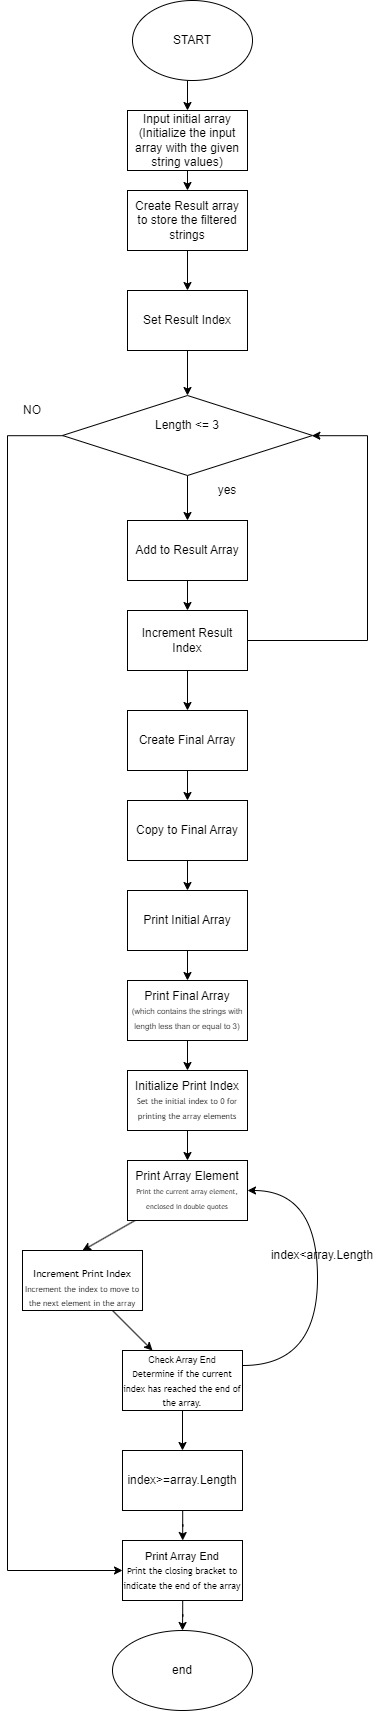 START
Input initial array
(Initialize the input
array with the given
string values)
Create Result array
to store the filtered
strings
Set Result Index
Length <= 3
NO
yes
Add to Result Array
Increment Result
Index
Create Final Array
Copy to Final Array
Print Initial Array
Print Final Array
(which contains the strings with
length less than or equal to 3)
Initialize Print Index
Set the initial index to 0 for
printing the array elements
Print Array Element
Print the current array element,
enclosed in double quotes
index<array.Length
Increment Print Index
Increment the index to move to
the next element in the array
Check Array End
Determine if the current
index has reached the end of
the array.
index>=array.Length
Print Array End
Print the closing bracket to
indicate the end of the array
end